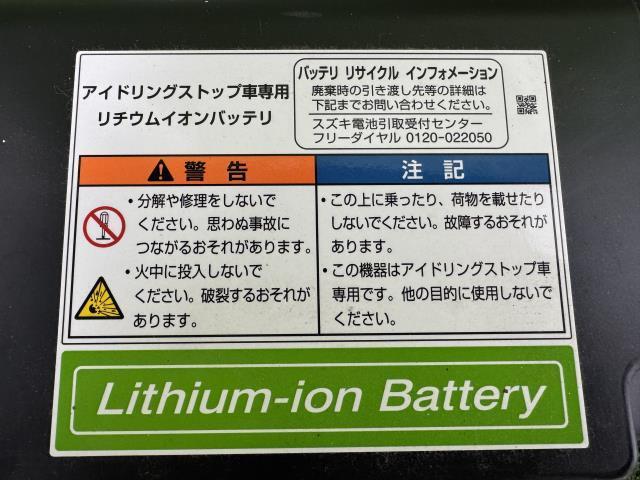 アイドリングストップ車専用
リチウムイオンバッテリ
バッテリ リサイクル インフォメーション
廃棄時の引き渡し先等の詳細は
下記までお問い合わせください。
スズキ電池引取受付センター
フリーダイヤル 0120-022050
警告
・分解や修理をしないで
ください。思わぬ事故に
つながるおそれがあります。
・火中に投入しないで
ください。破裂するおそれが
あります。
注記
・この上に乗ったり、荷物を載せたり
しないでください。故障するおそれが
あります。
・この機器はアイドリングストップ車
専用です。他の目的に使用しないで
ください。
Lithium-ion Battery